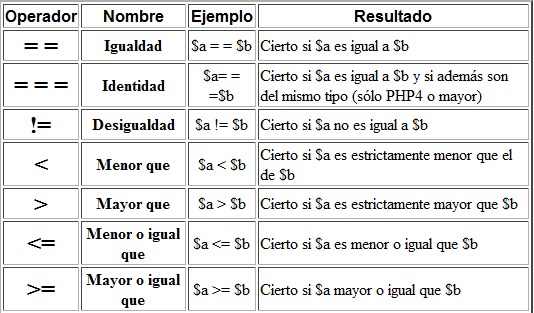 Operador Nombre Ejemplo Resultado
= = Igualdad $a = = $b Cierto si $a es igual a $b
= = = Identidad $a= = Cierto si $a es igual a $b y si además son
=$b del mismo tipo (sólo PHP4 o mayor)
!= Desigualdad $a != $b Cierto si $a no es igual a $b
< Menor que $a < $b Cierto si $a es estrictamente menor que el
de $b
> Mayor que $a > $b Cierto si $a es estrictamente mayor que $b
<= Menor o igual $a <= $b Cierto si $a es menor o igual que $b
que
>= Mayor o igual $a >= $b Cierto si $a mayor o igual que $b
que